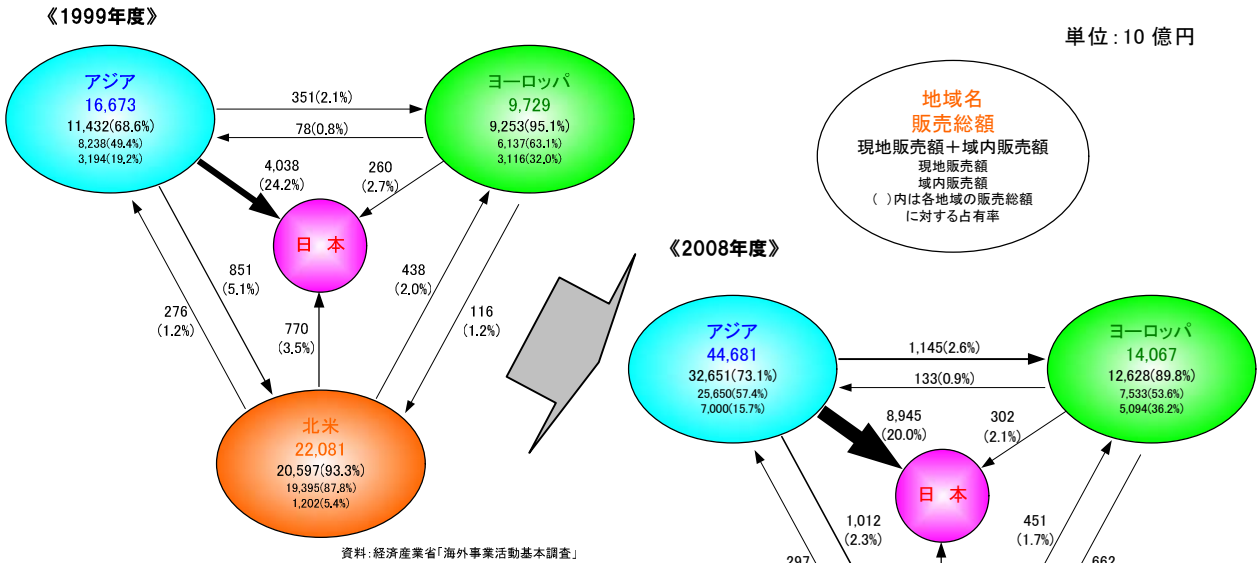 《1999年度》
単位:10 億円
アジア
16,673
11,432(68.6%)
8,238(49.4%)
3,194(19.2%)
351(2.1%)
78(0.8%)
ヨーロッパ
9,729
9,253(95.1%)
6,137(63.1%)
3,116(32.0%)
4,038
(24.2%)
260
(2.7%)
日 本
851
(5.1%)
438
(2.0%)
276
(1.2%)
770
(3.5%)
116
(1.2%)
北米
22,081
20,597(93.3%)
19,395(87.8%)
1,202(5.4%)
資料:経済産業省「海外事業活動基本調査」
地域名
販売総額
現地販売額+域内販売額
現地販売額
域内販売額
( )内は各地域の販売総額
に対する占有率
《2008年度》
アジア
44,681
32,651(73.1%)
25,650(57.4%)
7,000(15.7%)
1,145(2.6%)
133(0.9%)
ヨーロッパ
14,067
12,628(89.8%)
7,533(53.6%)
5,094(36.2%)
8,945
(20.0%)
302
(2.1%)
日 本
1,012
(2.3%)
451
(1.7%)
297
662